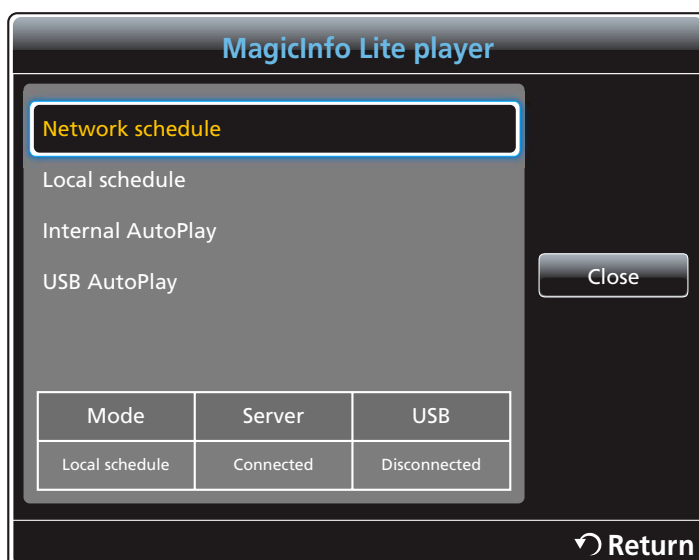 MagicInfo Lite player
Network schedule
Local schedule
Internal AutoPlay
USB AutoPlay
Close
Mode Server USB
Local schedule Connected Disconnected
Return